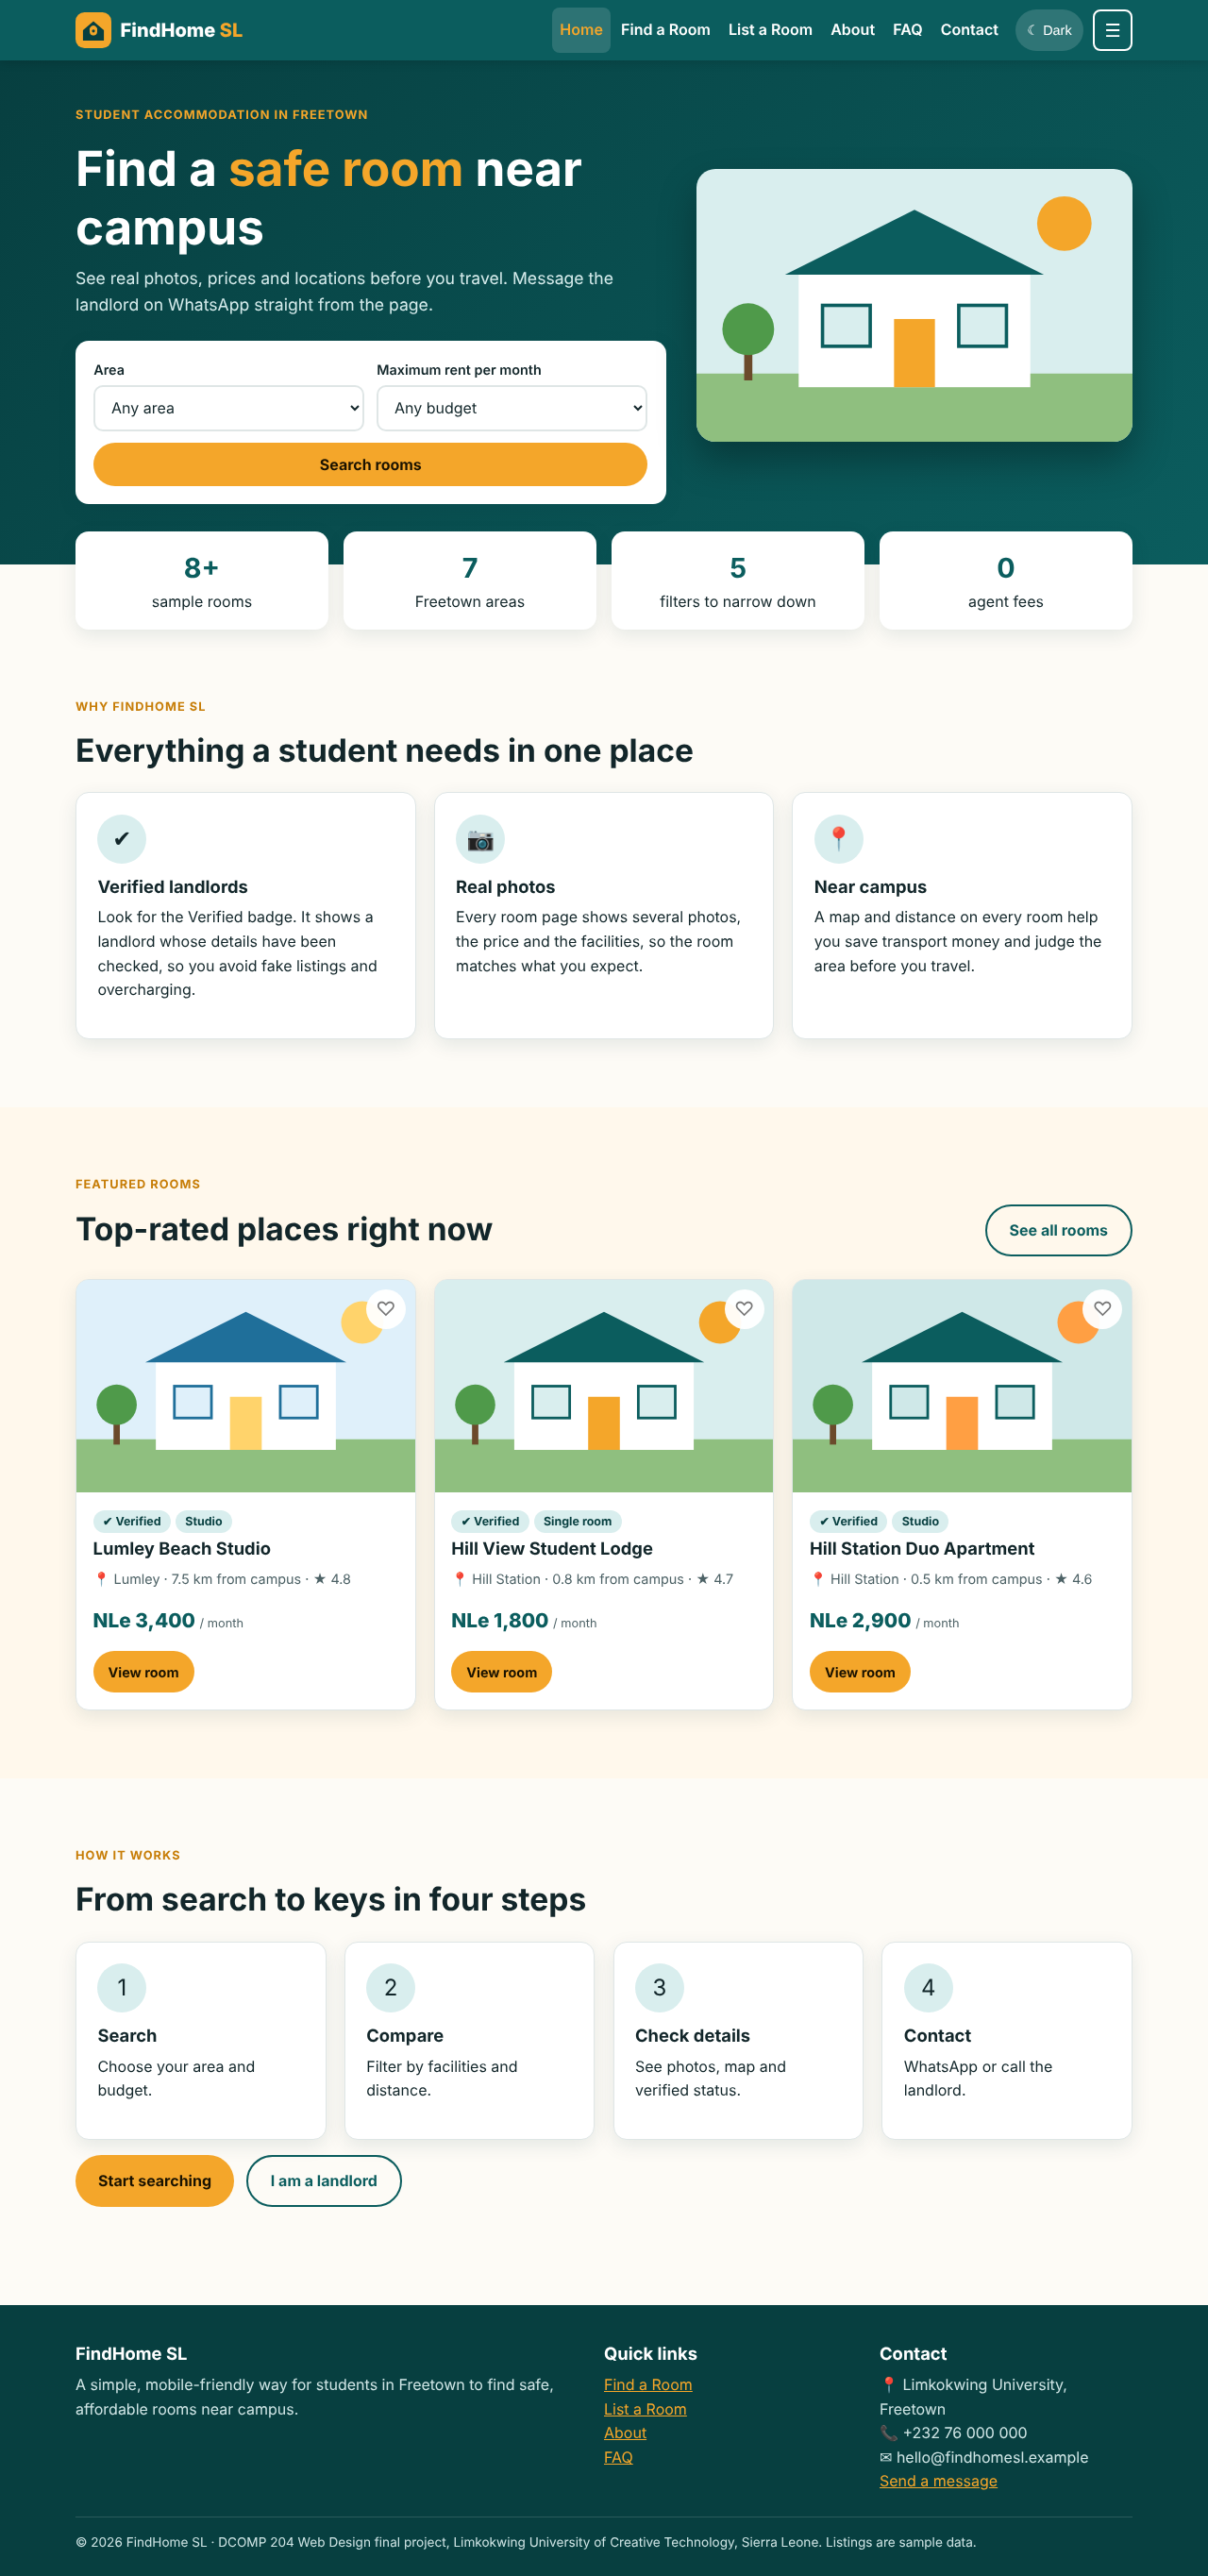 FindHome SL
Home Find a Room List a Room About FAQ Contact ☾ Dark ☰
STUDENT ACCOMMODATION IN FREETOWN
Find a safe room near
campus
See real photos, prices and locations before you travel. Message the
landlord on WhatsApp straight from the page.
Area
Maximum rent per month
Any area
Any budget
Search rooms
8+
sample rooms
7
Freetown areas
5
filters to narrow down
0
agent fees
WHY FINDHOME SL
Everything a student needs in one place
✔
Verified landlords
Look for the Verified badge. It shows a
landlord whose details have been
checked, so you avoid fake listings and
overcharging.
📷
Real photos
Every room page shows several photos,
the price and the facilities, so the room
matches what you expect.
📍
Near campus
A map and distance on every room help
you save transport money and judge the
area before you travel.
FEATURED ROOMS
Top-rated places right now
See all rooms
♡
✔ Verified Studio
Lumley Beach Studio
📍 Lumley · 7.5 km from campus · ★ 4.8
NLe 3,400 / month
View room
♡
✔ Verified Single room
Hill View Student Lodge
📍 Hill Station · 0.8 km from campus · ★ 4.7
NLe 1,800 / month
View room
♡
✔ Verified Studio
Hill Station Duo Apartment
📍 Hill Station · 0.5 km from campus · ★ 4.6
NLe 2,900 / month
View room
HOW IT WORKS
From search to keys in four steps
1
Search
Choose your area and
budget.
2
Compare
Filter by facilities and
distance.
3
Check details
See photos, map and
verified status.
4
Contact
WhatsApp or call the
landlord.
Start searching
I am a landlord
FindHome SL
A simple, mobile-friendly way for students in Freetown to find safe,
affordable rooms near campus.
Quick links
Find a Room
List a Room
About
FAQ
Contact
📍 Limkokwing University,
Freetown
📞 +232 76 000 000
✉ hello@findhomesl.example
Send a message
© 2026 FindHome SL · DCOMP 204 Web Design final project, Limkokwing University of Creative Technology, Sierra Leone. Listings are sample data.